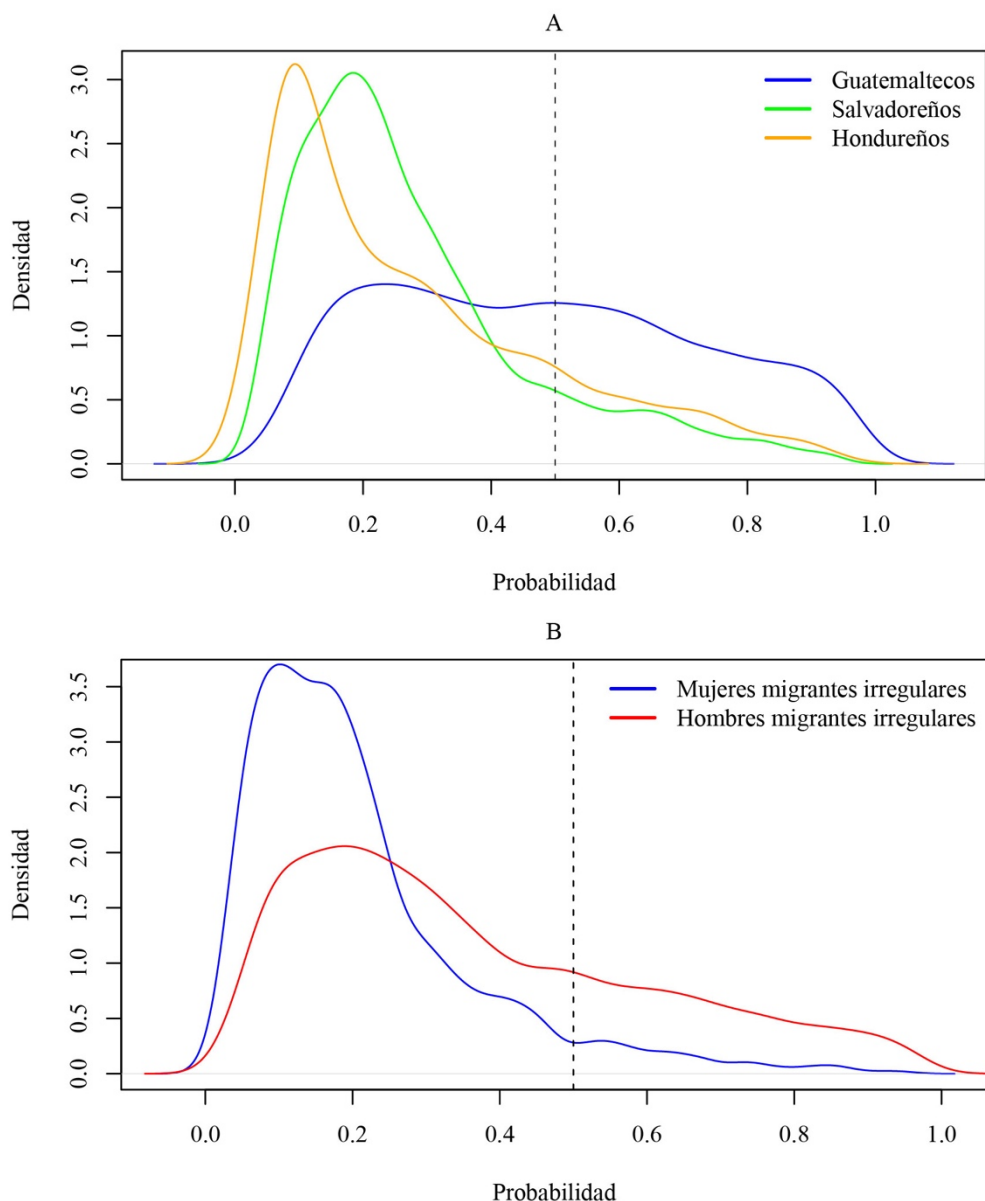 A
Guatemaltecos
Salvadoreños
Hondureños
Densidad
3.0
2.5
2.0
1.5
1.0
0.5
0.0
0.0 0.2 0.4 0.6 0.8 1.0
Probabilidad
B
Mujeres migrantes irregulares
Hombres migrantes irregulares
Densidad
3.5
3.0
2.5
2.0
1.5
1.0
0.5
0.0
0.0 0.2 0.4 0.6 0.8 1.0
Probabilidad